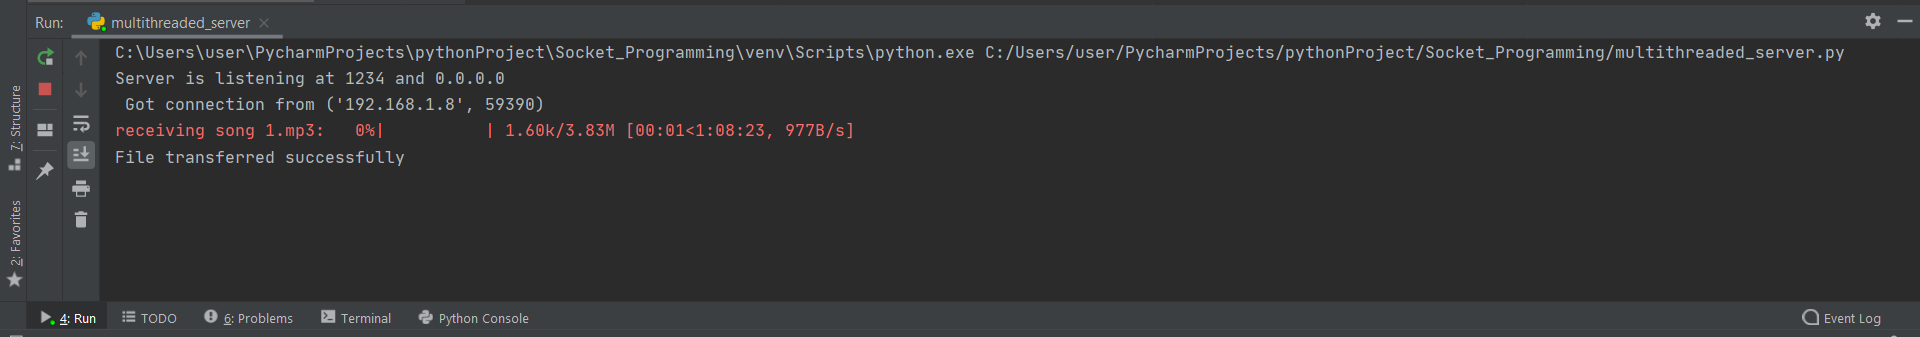 Run: multithreaded_server
C:\Users\user\PycharmProjects\pythonProject\Socket_Programming\venv\Scripts\python.exe C:/Users/user/PycharmProjects/pythonProject/Socket_Programming/multithreaded_server.py
Server is listening at 1234 and 0.0.0.0
Got connection from ('192.168.1.8', 59390)
receiving song 1.mp3:   0%|          | 1.60k/3.83M [00:01<1:08:23, 977B/s]
File transferred successfully
7: Structure
2: Favorites
4: Run TODO 6: Problems Terminal Python Console Event Log